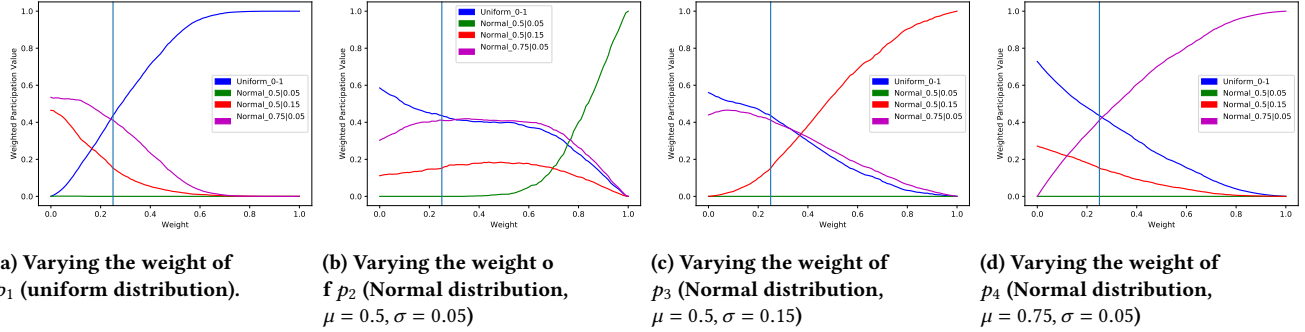 1.0
0.8
0.6
0.4
0.2
0.0
Weighted Participation Value
Uniform_0-1
Normal_0.5|0.05
Normal_0.5|0.15
Normal_0.75|0.05
0.0 0.2 0.4 0.6 0.8 1.0
Weight
1.0
0.8
0.6
0.4
0.2
0.0
Weighted Participation Value
Uniform_0-1
Normal_0.5|0.05
Normal_0.5|0.15
Normal_0.75|0.05
0.0 0.2 0.4 0.6 0.8 1.0
Weight
1.0
0.8
0.6
0.4
0.2
0.0
Weighted Participation Value
Uniform_0-1
Normal_0.5|0.05
Normal_0.5|0.15
Normal_0.75|0.05
0.0 0.2 0.4 0.6 0.8 1.0
Weight
1.0
0.8
0.6
0.4
0.2
0.0
Weighted Participation Value
Uniform_0-1
Normal_0.5|0.05
Normal_0.5|0.15
Normal_0.75|0.05
0.0 0.2 0.4 0.6 0.8 1.0
Weight
a) Varying the weight of
p₁ (uniform distribution).
(b) Varying the weight o
f p₂ (Normal distribution,
μ = 0.5, σ = 0.05)
(c) Varying the weight of
p₃ (Normal distribution,
μ = 0.5, σ = 0.15)
(d) Varying the weight of
p₄ (Normal distribution,
μ = 0.75, σ = 0.05)